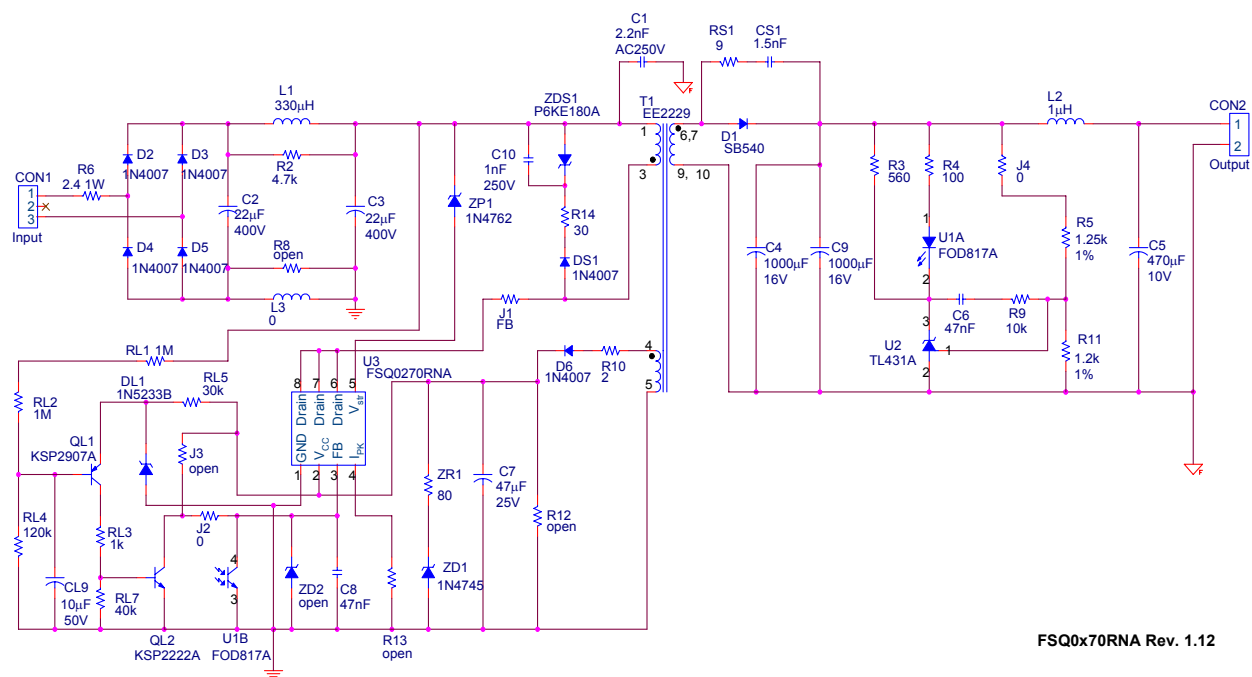 C1
2.2nF
AC250V
RS1
9
CS1
1.5nF
L1
330μH
ZDS1
P6KE180A
T1
EE2229
L2
1μH
CON2
1
2
Output
1
3
6,7
9, 10
D1
SB540
F
D2
1N4007
D3
1N4007
R6
2.4 1W
CON1
1
2
3
Input
R2
4.7k
C2
22μF
400V
C3
22μF
400V
C10
1nF
250V
ZP1
1N4762
R14
30
DS1
1N4007
R3
560
R4
100
J4
0
R5
1.25k
1%
1
U1A
FOD817A
2
C4
1000μF
16V
C9
1000μF
16V
C5
470μF
10V
D4
1N4007
D5
1N4007
R8
open
L3
0
J1
FB
C6
47nF
R9
10k
3
U2
TL431A
1
2
R11
1.2k
1%
RL1 1M
U3
FSQ0270RNA
D6
1N4007
R10
2
4
5
DL1
1N5233B
RL5
30k
RL2
1M
8
7
6
5
Drain
Drain
Drain
Vstr
GND
VCC
FB
IPK
1
2
3
4
QL1
KSP2907A
J3
open
ZR1
80
C7
47μF
25V
R12
open
F
RL4
120k
RL3
1k
J2
0
4
3
CL9
10μF
50V
RL7
40k
ZD2
open
C8
47nF
ZD1
1N4745
QL2
KSP2222A
U1B
FOD817A
R13
open
FSQ0x70RNA Rev. 1.12